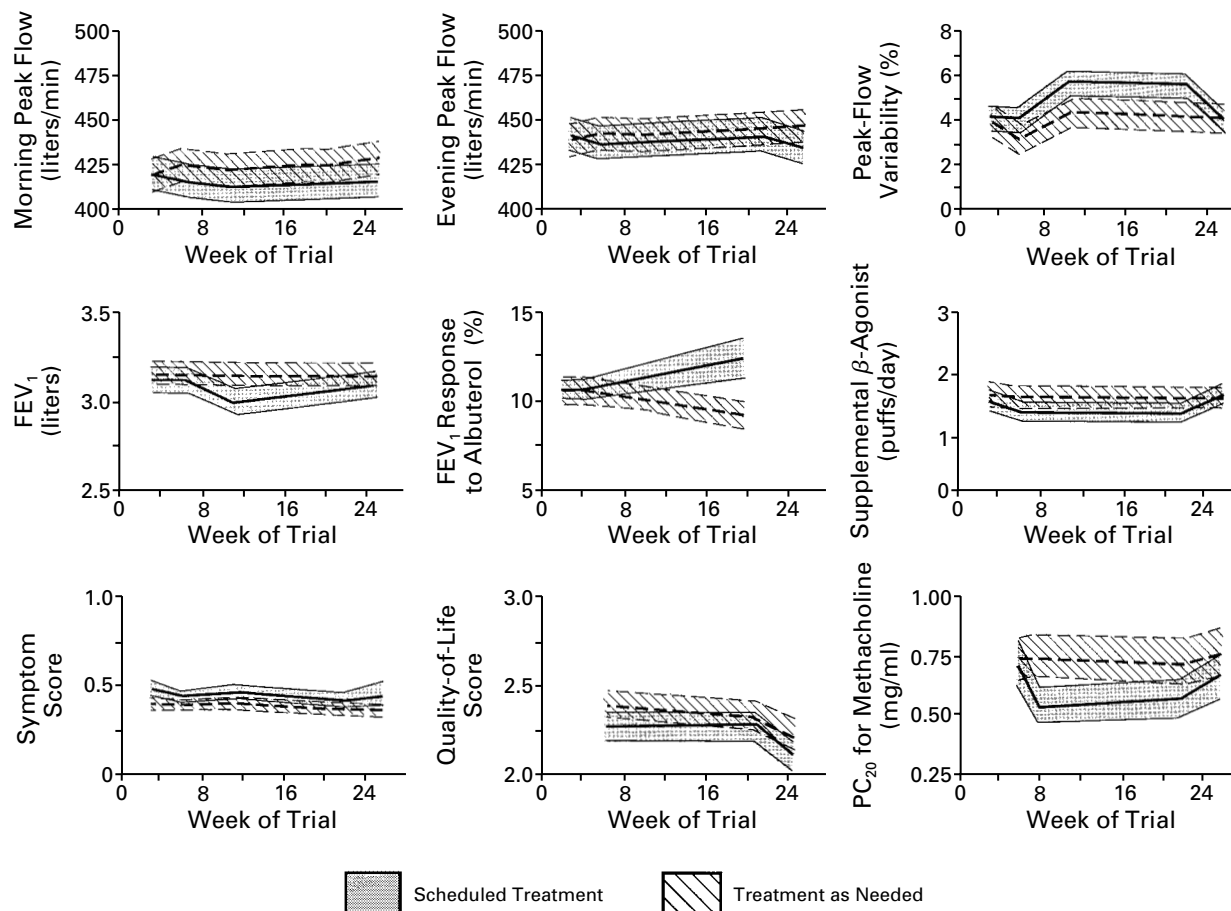 Morning Peak Flow
(liters/min)
500
475
450
425
400
0
8
16
24
Week of Trial
Evening Peak Flow
(liters/min)
500
475
450
425
400
0
8
16
24
Week of Trial
Peak-Flow
Variability (%)
8
6
4
2
0
0
8
16
24
Week of Trial
FEV₁
(liters)
3.5
3.0
2.5
0
8
16
24
Week of Trial
FEV₁ Response
to Albuterol (%)
15
10
5
0
8
16
24
Week of Trial
Supplemental β-Agonist
(puffs/day)
3
2
1
0
0
8
16
24
Week of Trial
Symptom
Score
1.0
0.5
0
0
8
16
24
Week of Trial
Quality-of-Life
Score
3.0
2.5
2.0
0
8
16
24
Week of Trial
PC₂₀ for Methacholine
(mg/ml)
1.00
0.75
0.50
0.25
0
8
16
24
Week of Trial
Scheduled Treatment
Treatment as Needed